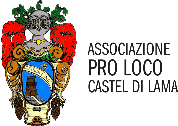 ASSOCIAZIONE
PRO LOCO
CASTEL DI LAMA